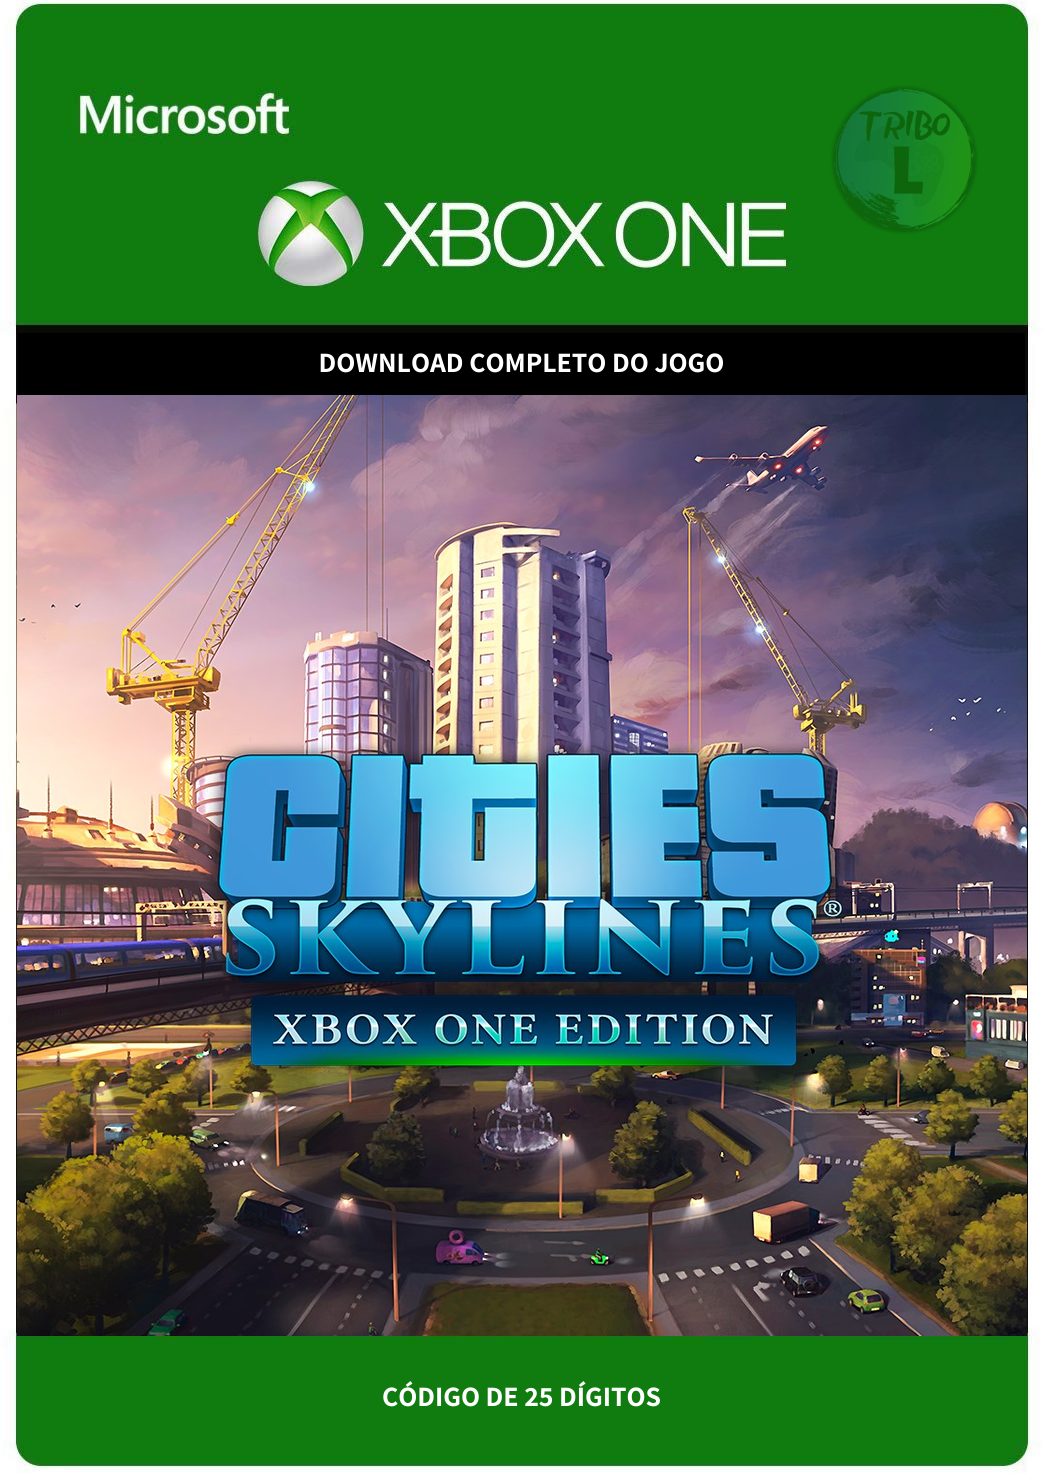 Microsoft
TRIBO
L
XBOX ONE
DOWNLOAD COMPLETO DO JOGO
CITIES
SKYLINES®
XBOX ONE EDITION
CÓDIGO DE 25 DÍGITOS